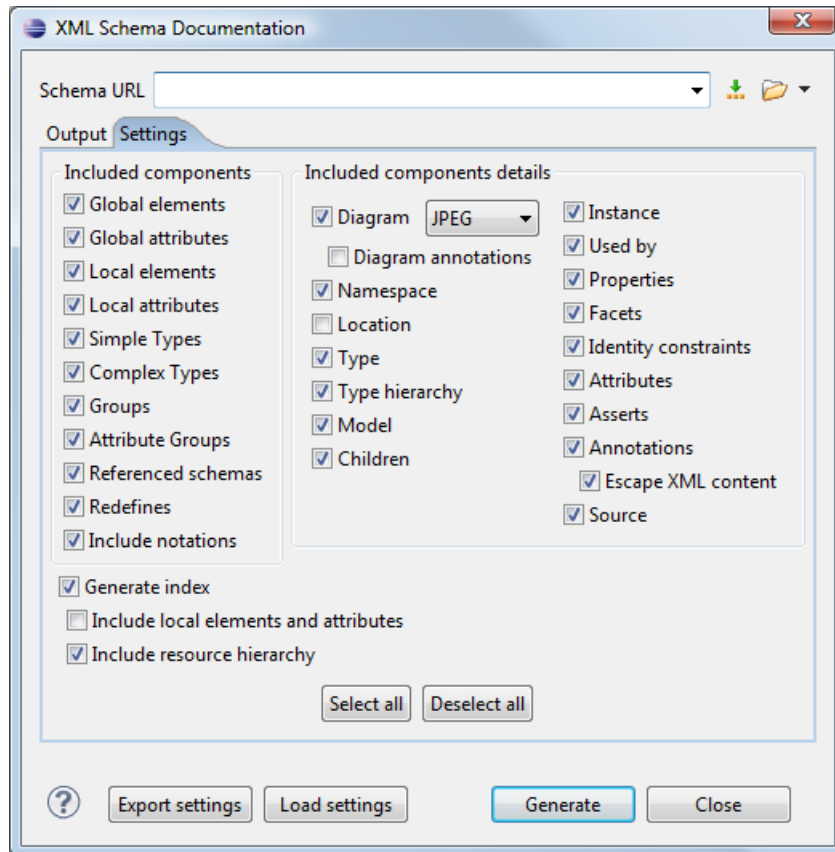 XML Schema Documentation
Schema URL
Output Settings
Included components
Global elements
Global attributes
Local elements
Local attributes
Simple Types
Complex Types
Groups
Attribute Groups
Referenced schemas
Redefines
Include notations
Included components details
Diagram JPEG
Diagram annotations
Namespace
Location
Type
Type hierarchy
Model
Children
Instance
Used by
Properties
Facets
Identity constraints
Attributes
Asserts
Annotations
Escape XML content
Source
Generate index
Include local elements and attributes
Include resource hierarchy
Select all Deselect all
? Export settings Load settings Generate Close